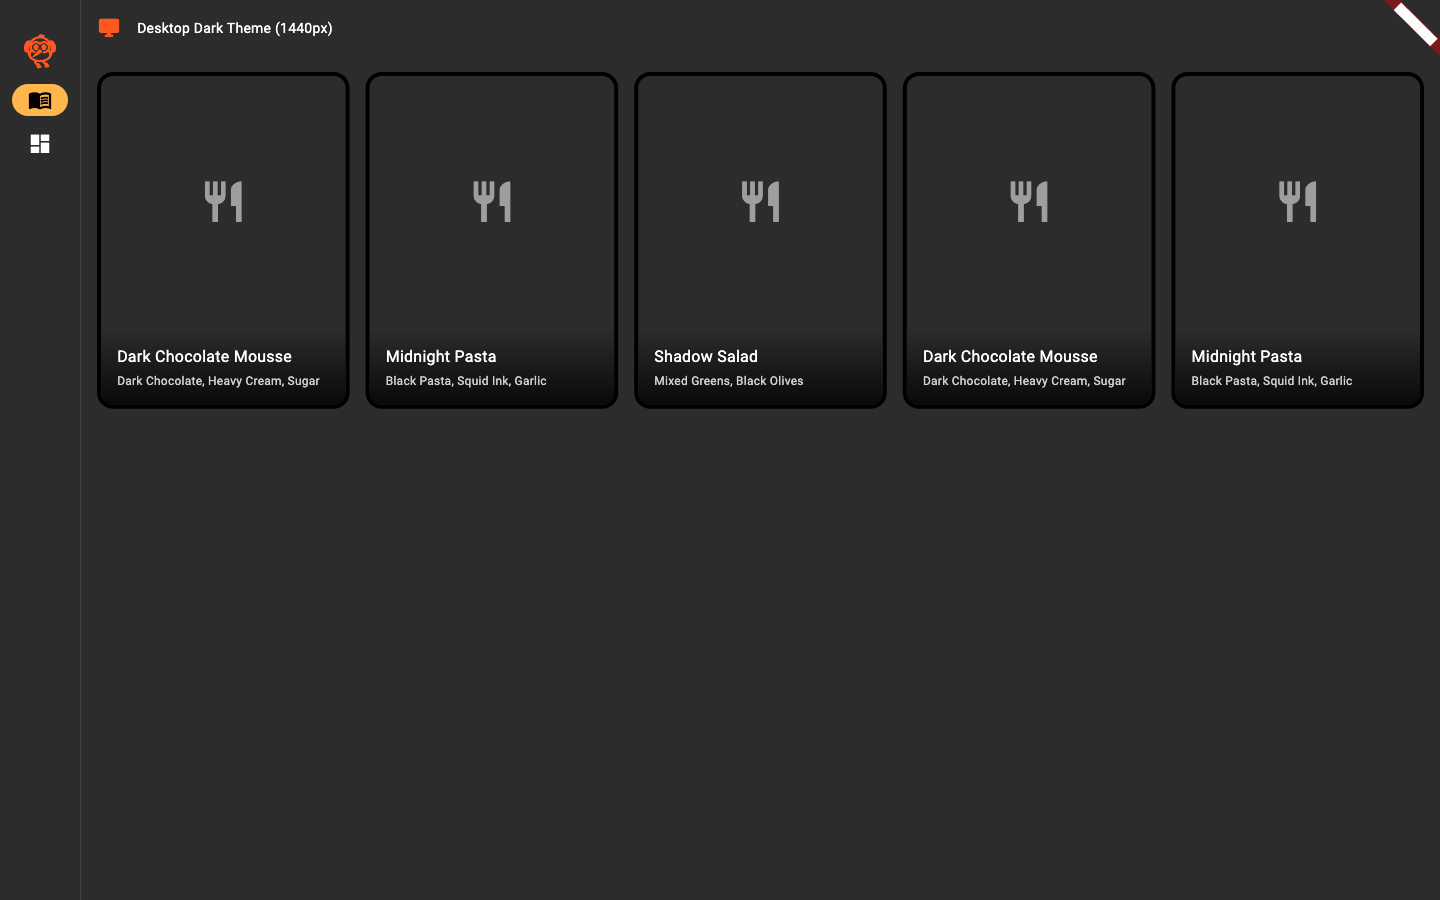 Desktop Dark Theme (1440px)
Dark Chocolate Mousse
Dark Chocolate, Heavy Cream, Sugar
Midnight Pasta
Black Pasta, Squid Ink, Garlic
Shadow Salad
Mixed Greens, Black Olives
Dark Chocolate Mousse
Dark Chocolate, Heavy Cream, Sugar
Midnight Pasta
Black Pasta, Squid Ink, Garlic